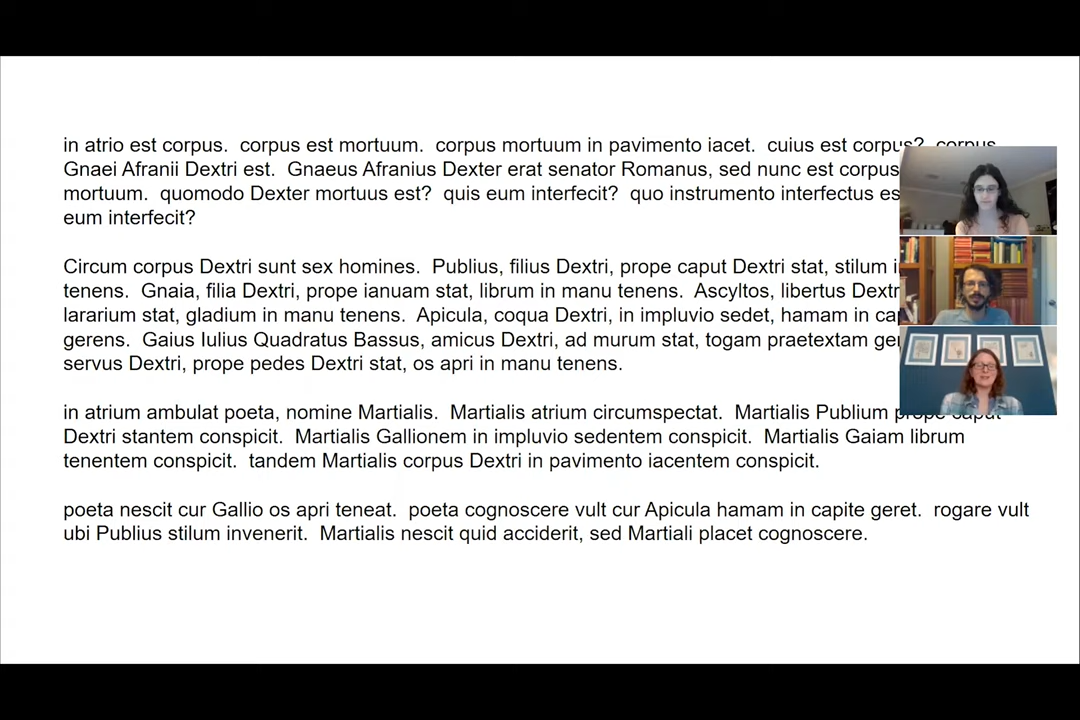 in atrio est corpus. corpus est mortuum. corpus mortuum in pavimento iacet. cuius est corpus? corpus
Gnaei Afranii Dextri est. Gnaeus Afranius Dexter erat senator Romanus, sed nunc est corpus
mortuum. quomodo Dexter mortuus est? quis eum interfecit? quo instrumento interfectus
eum interfecit?
Circum corpus Dextri sunt sex homines. Publius, filius Dextri, prope caput Dextri stat, stilum
tenens. Gnaia, filia Dextri, prope ianuam stat, librum in manu tenens. Ascyltos, libertus
lararium stat, gladium in manu tenens. Apicula, coqua Dextri, in impluvio sedet, hamam in
gerens. Gaius Iulius Quadratus Bassus, amicus Dextri, ad murum stat, togam praetextam
servus Dextri, prope pedes Dextri stat, os apri in manu tenens.
in atrium ambulat poeta, nomine Martialis. Martialis atrium circumspectat. Martialis Publium prope caput
Dextri stantem conspicit. Martialis Gallionem in impluvio sedentem conspicit. Martialis Gaiam librum
tenentem conspicit. tandem Martialis corpus Dextri in pavimento iacentem conspicit.
poeta nescit cur Gallio os apri teneat. poeta cognoscere vult cur Apicula hamam in capite geret. rogare vult
ubi Publius stilum invenerit. Martialis nescit quid acciderit, sed Martiali placet cognoscere.